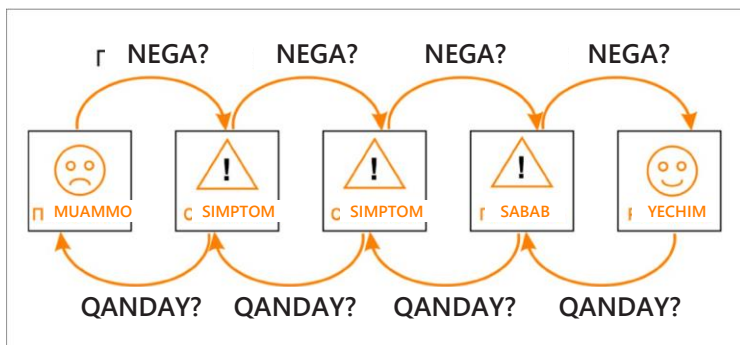 NEGA? NEGA? NEGA? NEGA?
! ! !
MUAMMO SIMPTOM SIMPTOM SABAB YECHIM
QANDAY? QANDAY? QANDAY? QANDAY?